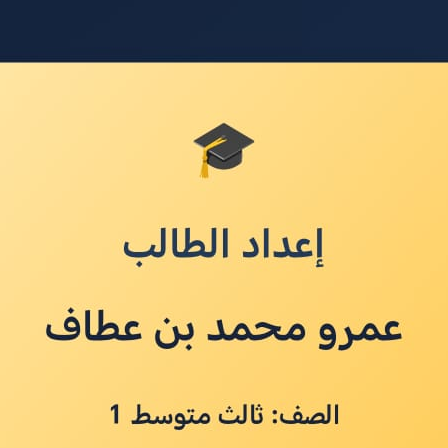 إعداد الطالب
عمرو محمد بن عطاف
الصف: ثالث متوسط 1